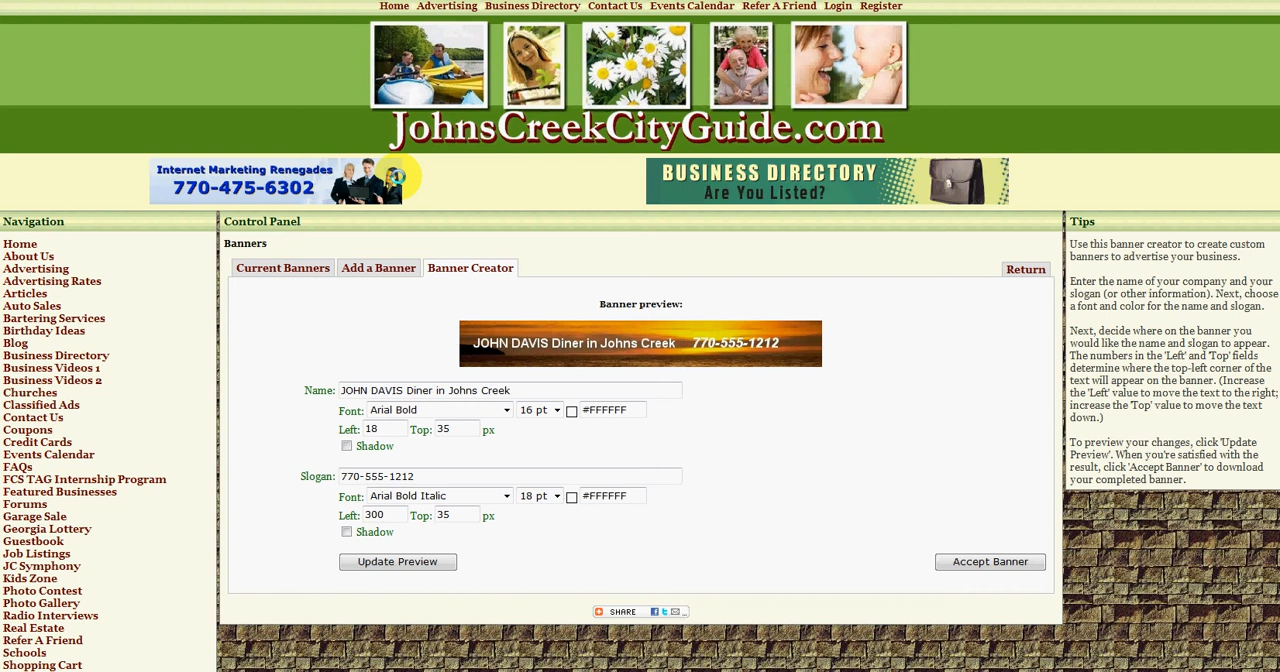 Home Advertising Business Directory Contact Us Events Calendar Refer A Friend Login Register
JohnsCreekCityGuide.com
Internet Marketing Renegades
770-475-6302
BUSINESS DIRECTORY
Are You Listed?
Navigation
Home
About Us
Advertising
Advertising Rates
Articles
Auto Sales
Bartering Services
Birthday Ideas
Blog
Business Directory
Business Videos 1
Business Videos 2
Churches
Classified Ads
Contact Us
Coupons
Credit Cards
Events Calendar
FAQs
FCS TAG Internship Program
Featured Businesses
Forums
Garage Sale
Georgia Lottery
Guestbook
Job Listings
JC Symphony
Kids Zone
Photo Contest
Photo Gallery
Radio Interviews
Real Estate
Refer A Friend
Schools
Shopping Cart
Control Panel
Banners
Current Banners Add a Banner Banner Creator Return
Banner preview:
JOHN DAVIS Diner in Johns Creek 770-555-1212
Name: JOHN DAVIS Diner in Johns Creek
Font: Arial Bold 16 pt #FFFFFF
Left: 18 Top: 35 px
Shadow
Slogan: 770-555-1212
Font: Arial Bold Italic 18 pt #FFFFFF
Left: 300 Top: 35 px
Shadow
Update Preview Accept Banner
SHARE
Tips
Use this banner creator to create custom
banners to advertise your business.
Enter the name of your company and your
slogan (or other information). Next, choose
a font and color for the name and slogan.
Next, decide where on the banner you
would like the name and slogan to appear.
The numbers in the 'Left' and 'Top' fields
determine where the top-left corner of the
text will appear on the banner. (Increase
the 'Left' value to move the text to the right;
increase the 'Top' value to move the text
down.)
To preview your changes, click 'Update
Preview'. When you're satisfied with the
result, click 'Accept Banner' to download
your completed banner.